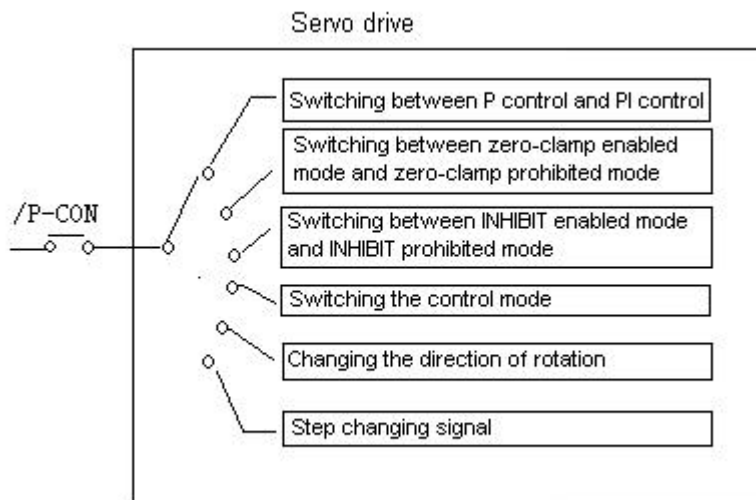 Servo drive
Switching between P control and PI control
Switching between zero-clamp enabled
mode and zero-clamp prohibited mode
/P-CON
Switching between INHIBIT enabled mode
and INHIBIT prohibited mode
Switching the control mode
Changing the direction of rotation
Step changing signal